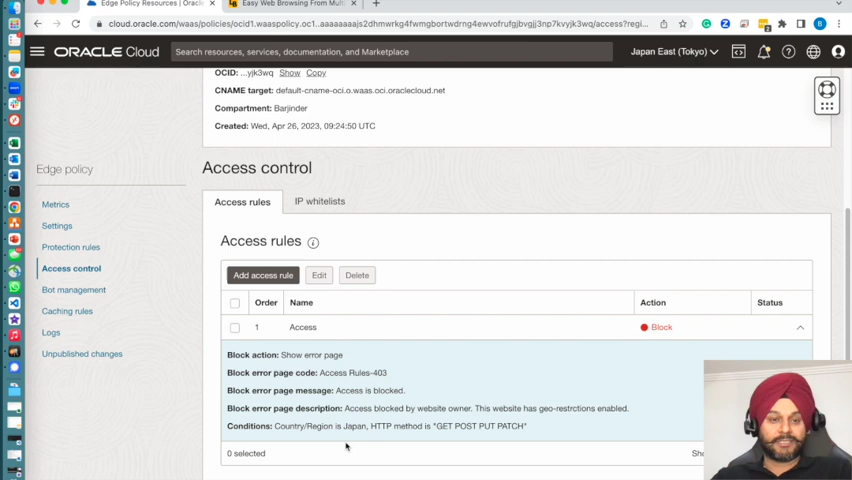 Edge Policy Resources | Oracle
Easy Web Browsing From Mult
cloud.oracle.com/waas/policies/ocid1.waaspolicy.oc1..
/access?regi...
ORACLE Cloud
Search resources, services, documentation, and Marketplace
Japan East (Tokyo)
OCID: ...yjk3wq Show Copy
CNAME target: default-cname-oci.o.waas.oci.oraclecloud.net
Compartment: Barjinder
Created: Wed, Apr 26, 2023, 09:24:50 UTC
Edge policy
Metrics
Settings
Protection rules
Access control
Bot management
Caching rules
Logs
Unpublished changes
Access control
Access rules
IP whitelists
Access rules
Add access rule
Edit
Delete
Order
Name
Action
Status
1
Access
Block
Block action: Show error page
Block error page code: Access Rules-403
Block error page message: Access is blocked.
Block error page description: Access blocked by website owner. This website has geo-restrctions enabled.
Conditions: Country/Region is Japan, HTTP method is "GET POST PUT PATCH"
0 selected